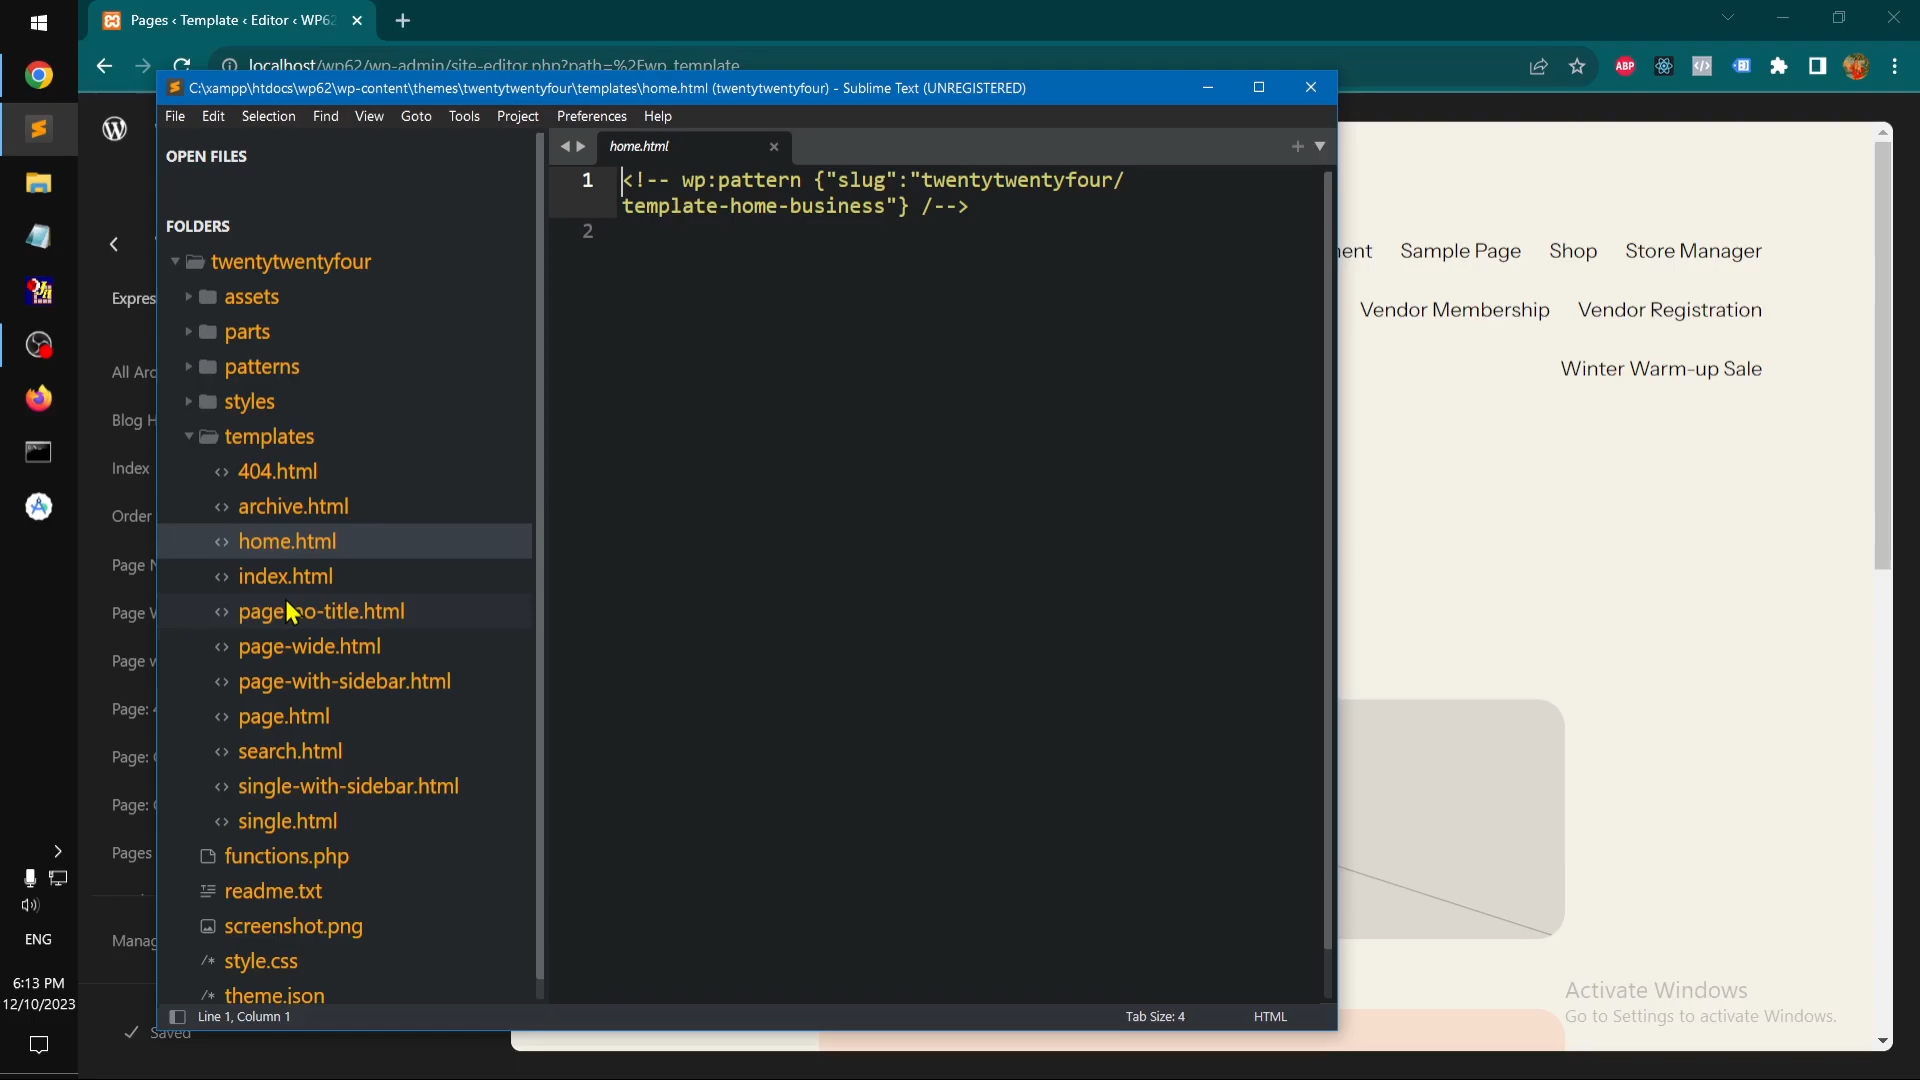 Pages ‹ Template ‹ Editor ‹ WP62
localhost/wp62/wp-admin/site-editor.php?path=%2Fwp_template
ABP
C:\xampp\htdocs\wp62\wp-content\themes\twentytwentyfour\templates\home.html (twentytwentyfour) - Sublime Text (UNREGISTERED)
File Edit Selection Find View Goto Tools Project Preferences Help
OPEN FILES
home.html
FOLDERS
twentytwentyfour
assets
parts
patterns
styles
templates
404.html
archive.html
home.html
index.html
page-no-title.html
page-wide.html
page-with-sidebar.html
page.html
search.html
single-with-sidebar.html
single.html
functions.php
readme.txt
screenshot.png
style.css
theme.json
1 <!-- wp:pattern {"slug":"twentytwentyfour/
template-home-business"} /-->
2
Line 1, Column 1
Tab Size: 4
HTML
Expres
All Arc
Blog H
Index
Order
Page N
Page V
Page w
Page: 4
Page:
Page:
Pages
Manag
Saved
ent Sample Page Shop Store Manager
Vendor Membership Vendor Registration
Winter Warm-up Sale
Activate Windows
Go to Settings to activate Windows.
ENG
6:13 PM
12/10/2023